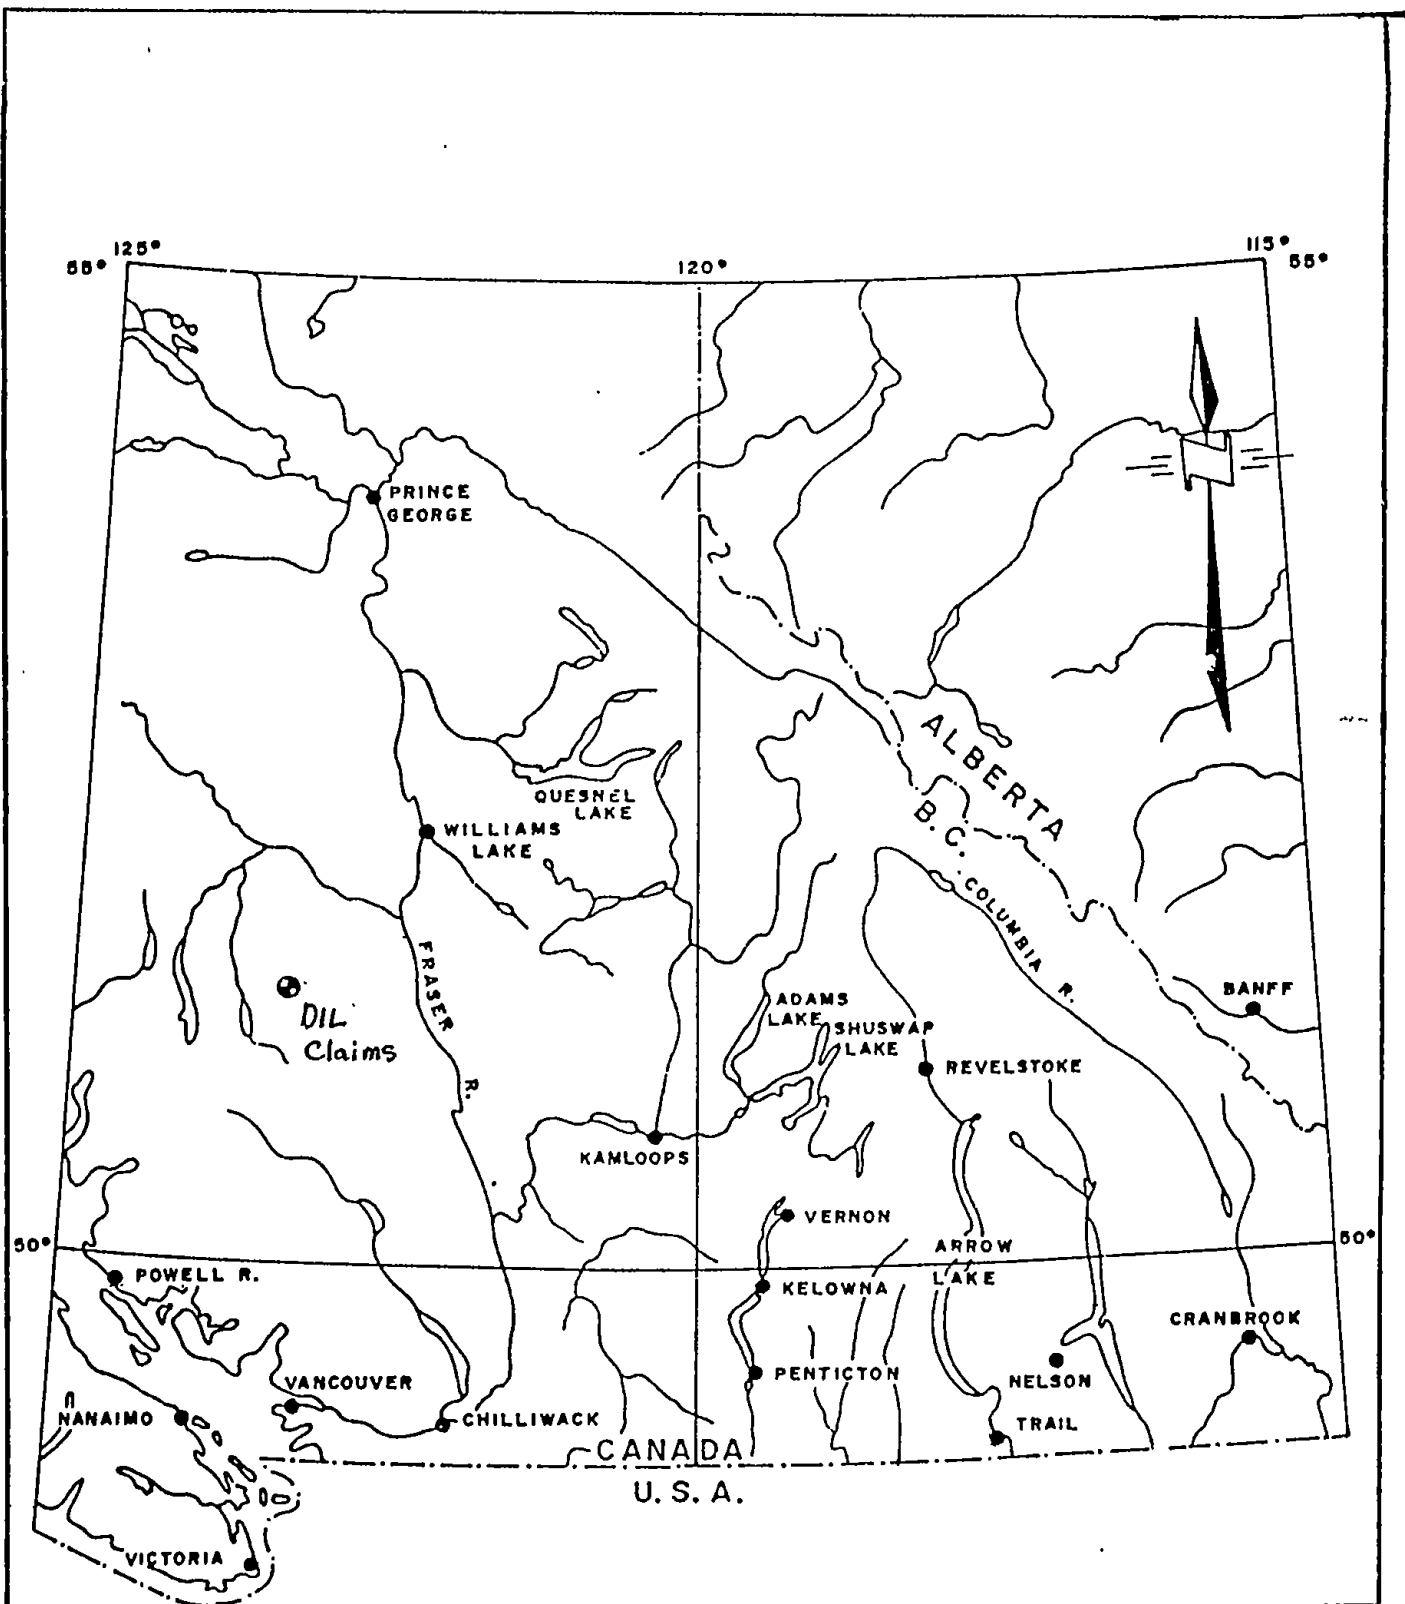 125°
115°
55°
120°
55°
PRINCE
GEORGE
ALBERTA
B.C.
QUESNEL
LAKE
WILLIAMS
LAKE
COLUMBIA R.
FRASER R.
BANFF
DIL
Claims
ADAMS
LAKE
SHUSWAP
LAKE
REVELSTOKE
KAMLOOPS
VERNON
50°
50°
ARROW
LAKE
POWELL R.
KELOWNA
CRANBROOK
PENTICTON
NELSON
VANCOUVER
NANAIMO
CHILLIWACK
TRAIL
CANADA
U.S.A.
VICTORIA